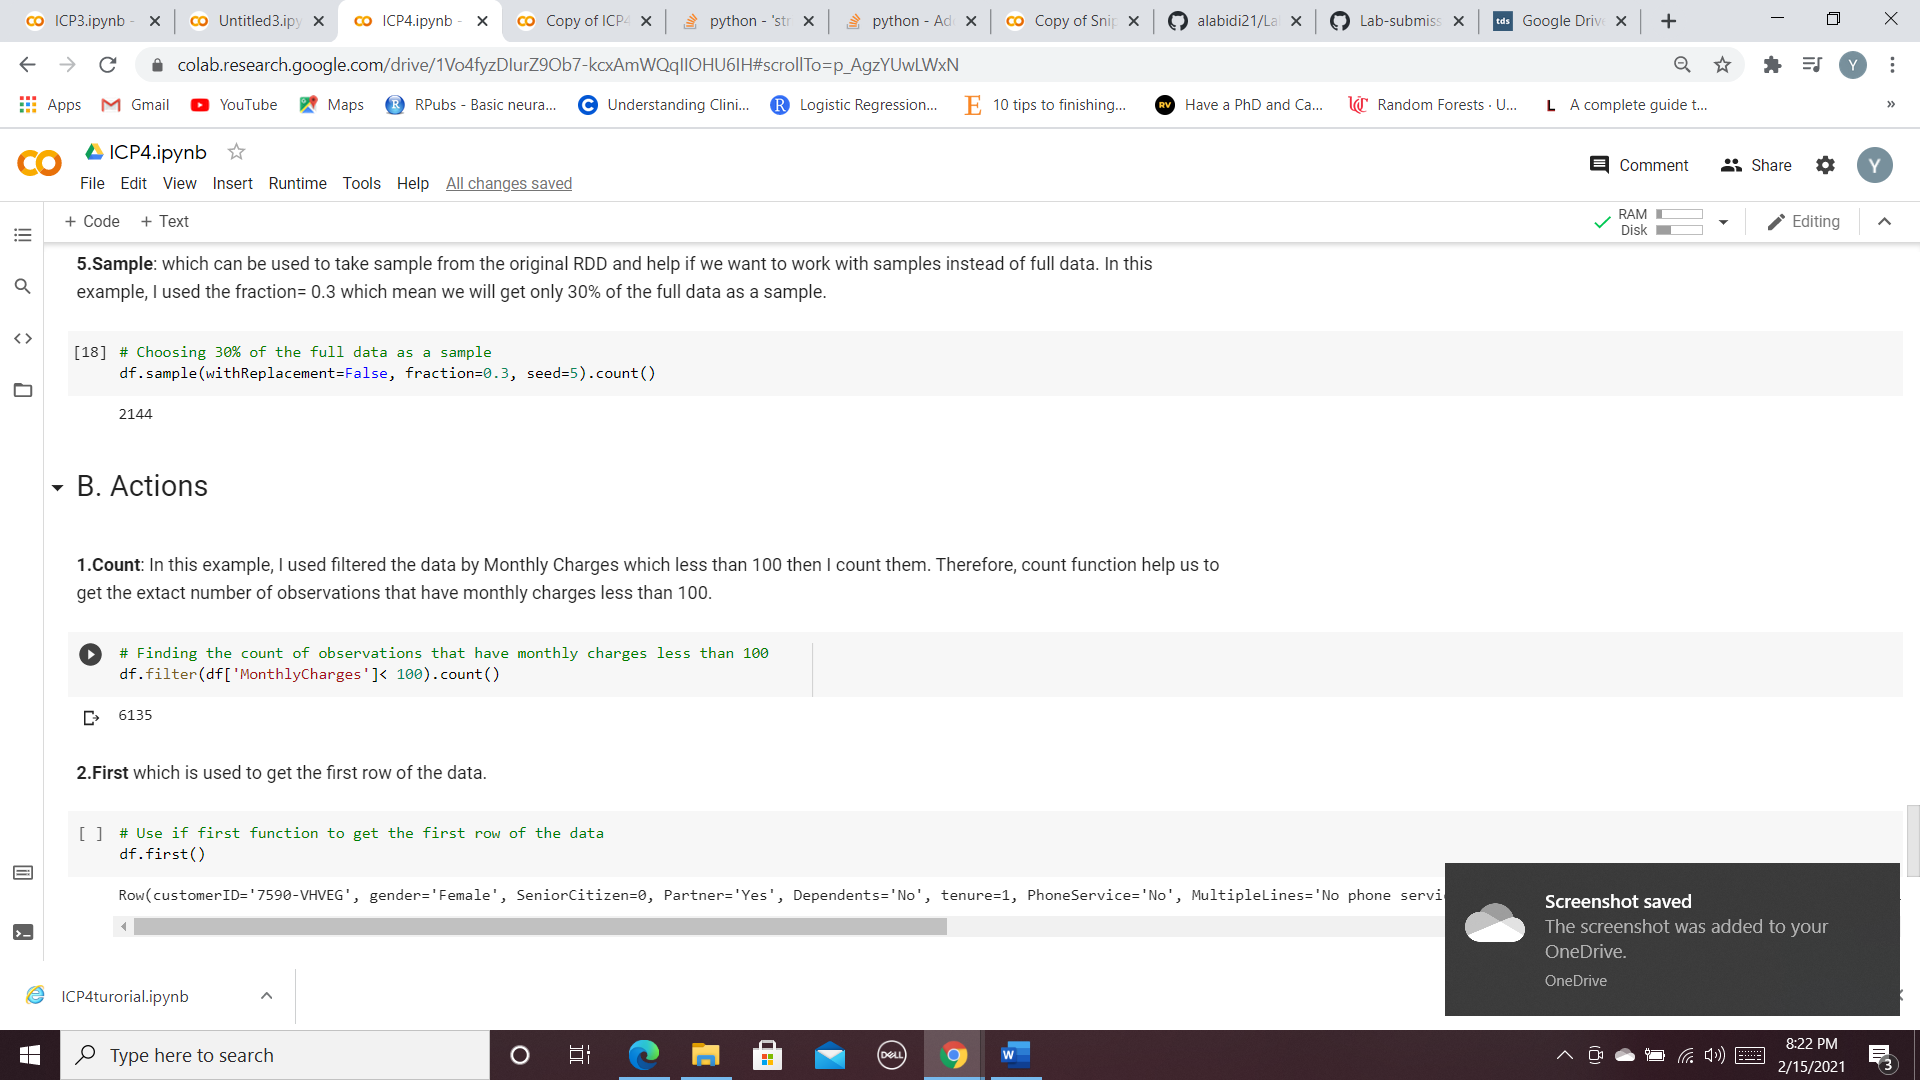 ICP3.ipynb -
Untitled3.ipy
ICP4.ipynb -
Copy of ICP4
python - 'str
python - Ad
Copy of Snip
alabidi21/La
Lab-submiss
tds Google Drive
colab.research.google.com/drive/1Vo4fyzDIurZ9Ob7-kcxAmWQqIIOHU6IH#scrollTo=p_AgzYUwLWxN
Y
Apps
Gmail
YouTube
Maps
RPubs - Basic neura...
Understanding Clini...
Logistic Regression...
10 tips to finishing...
Have a PhD and Ca...
Random Forests · U...
A complete guide t...
»
ICP4.ipynb
Comment
Share
Y
File Edit View Insert Runtime Tools Help All changes saved
+ Code + Text
RAM
Disk
Editing
5.Sample: which can be used to take sample from the original RDD and help if we want to work with samples instead of full data. In this
example, I used the fraction= 0.3 which mean we will get only 30% of the full data as a sample.
[18] # Choosing 30% of the full data as a sample
df.sample(withReplacement=False, fraction=0.3, seed=5).count()
2144
B. Actions
1.Count: In this example, I used filtered the data by Monthly Charges which less than 100 then I count them. Therefore, count function help us to
get the extact number of observations that have monthly charges less than 100.
# Finding the count of observations that have monthly charges less than 100
df.filter(df['MonthlyCharges']< 100).count()
6135
2.First which is used to get the first row of the data.
[ ] # Use if first function to get the first row of the data
df.first()
Row(customerID='7590-VHVEG', gender='Female', SeniorCitizen=0, Partner='Yes', Dependents='No', tenure=1, PhoneService='No', MultipleLines='No phone servi
Screenshot saved
The screenshot was added to your
OneDrive.
OneDrive
ICP4turorial.ipynb
Type here to search
DELL
W
8:22 PM
2/15/2021
3